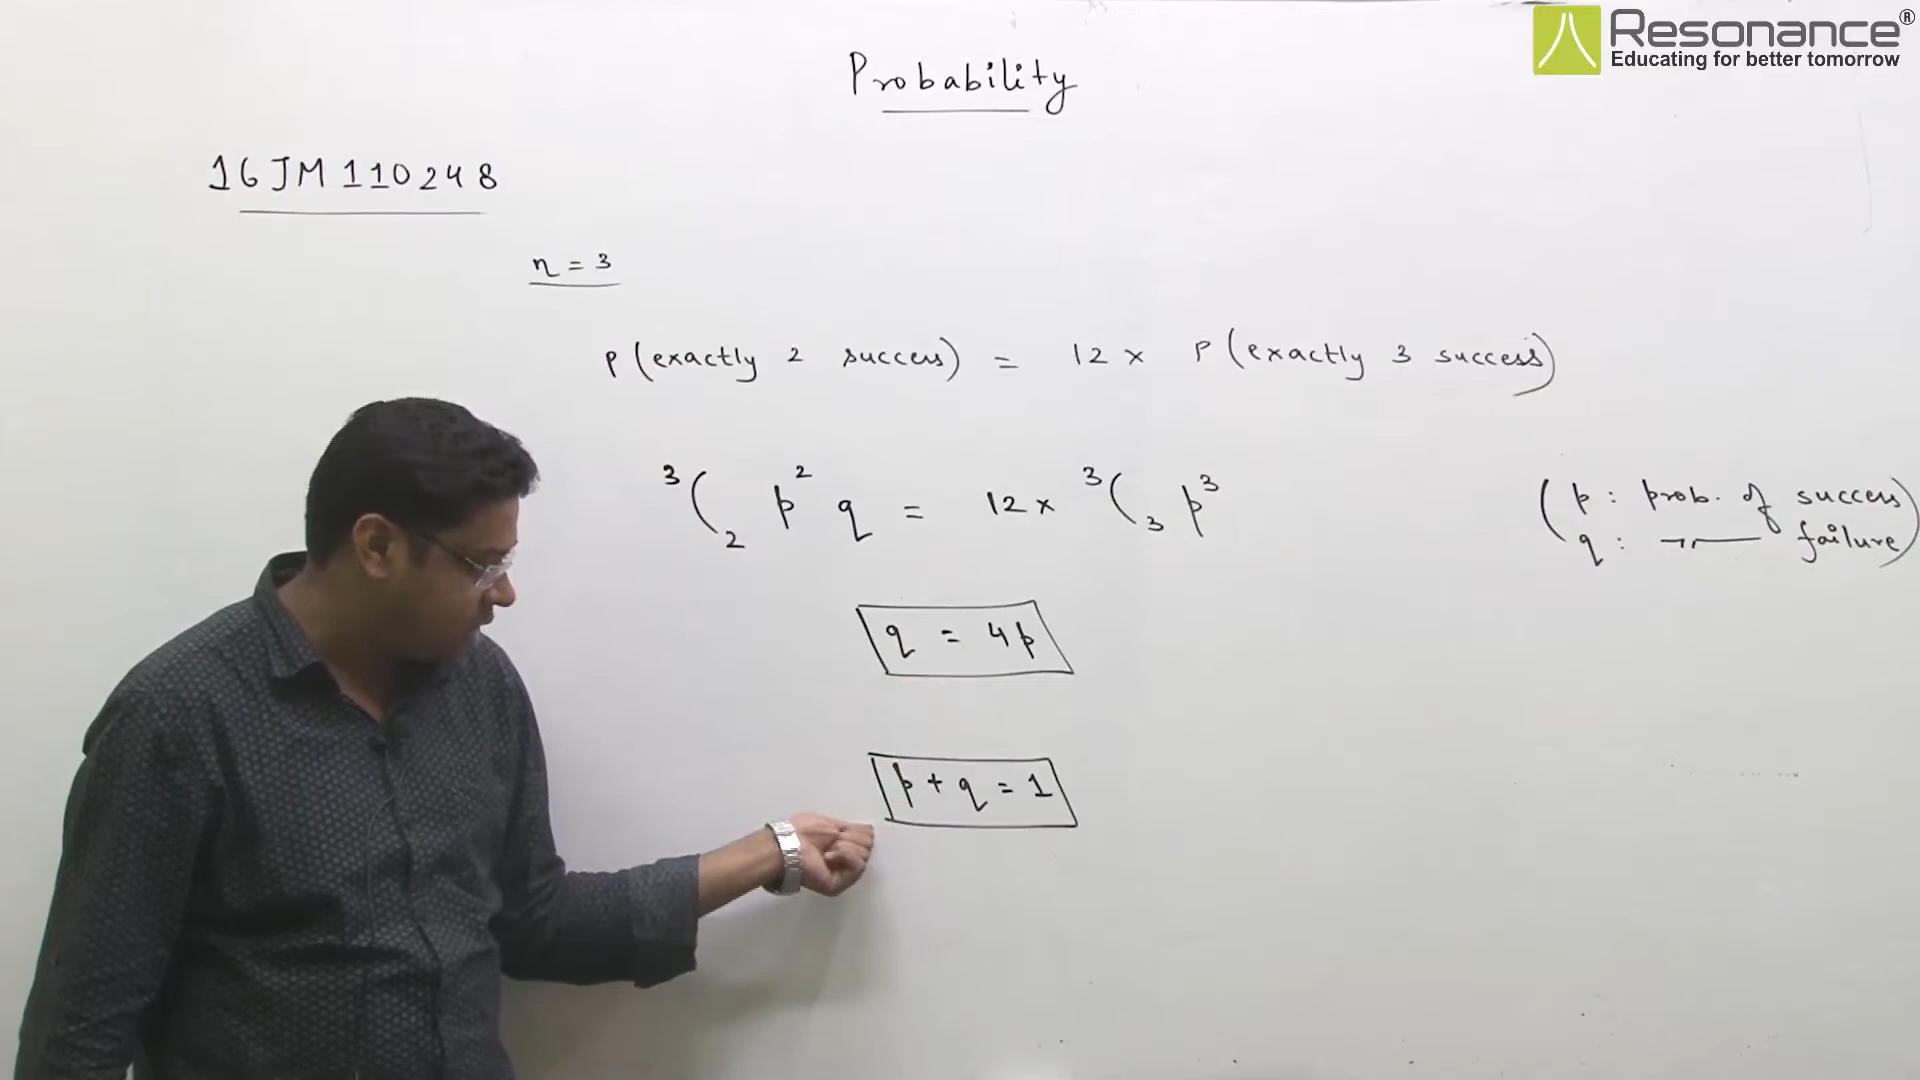 Resonance®
Educating for better tomorrow
Probability
16JM110248
n = 3
P (exactly 2 success) = 12 × P (exactly 3 success)
³C₂ p² q = 12 × ³C₃ p³
(p : prob. of success
q : —〃— failure)
q = 4p
p + q = 1